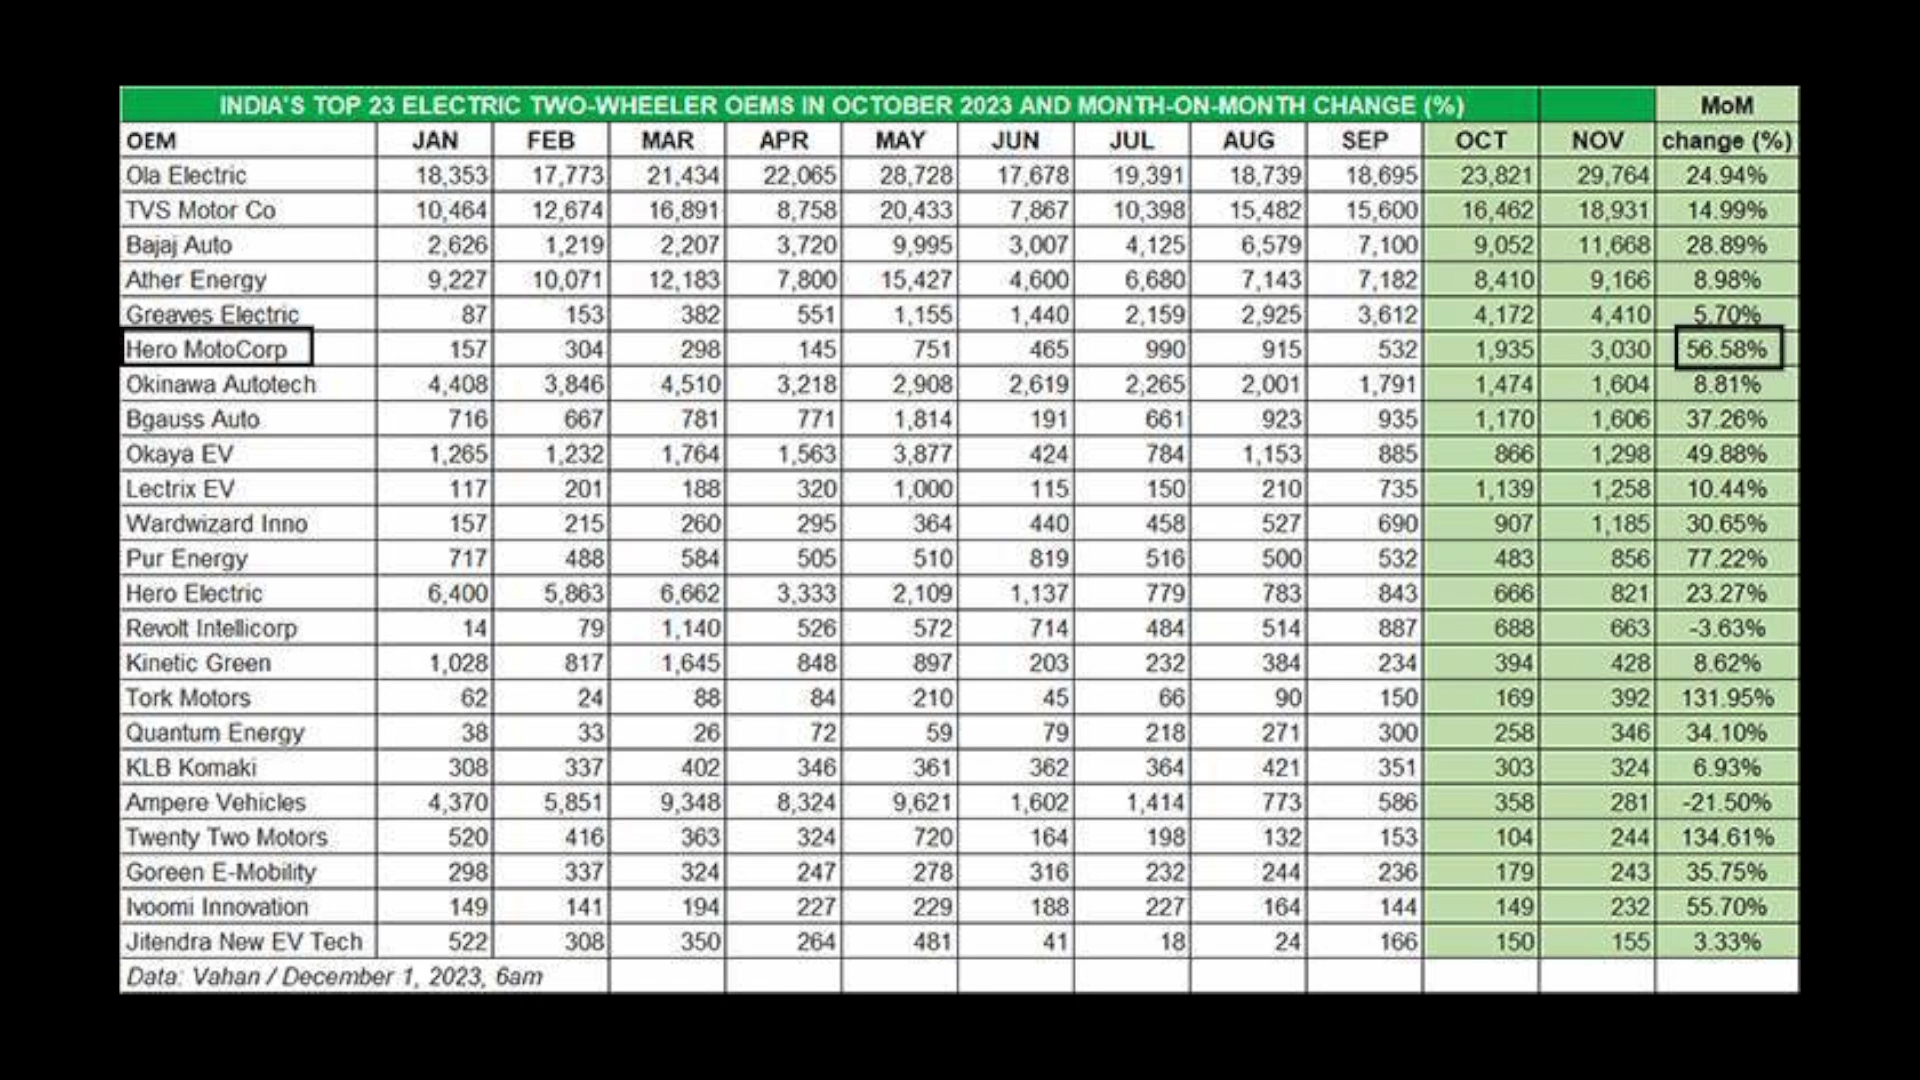 INDIA'S TOP 23 ELECTRIC TWO-WHEELER OEMS IN OCTOBER 2023 AND MONTH-ON-MONTH CHANGE (%) MoM
OEM JAN FEB MAR APR MAY JUN JUL AUG SEP OCT NOV change (%)
Ola Electric 18,353 17,773 21,434 22,065 28,728 17,678 19,391 18,739 18,695 23,821 29,764 24.94%
TVS Motor Co 10,464 12,674 16,891 8,758 20,433 7,867 10,398 15,482 15,600 16,462 18,931 14.99%
Bajaj Auto 2,626 1,219 2,207 3,720 9,995 3,007 4,125 6,579 7,100 9,052 11,668 28.89%
Ather Energy 9,227 10,071 12,183 7,800 15,427 4,600 6,680 7,143 7,182 8,410 9,166 8.98%
Greaves Electric 87 153 382 551 1,155 1,440 2,159 2,925 3,612 4,172 4,410 5.70%
Hero MotoCorp 157 304 298 145 751 465 990 915 532 1,935 3,030 56.58%
Okinawa Autotech 4,408 3,846 4,510 3,218 2,908 2,619 2,265 2,001 1,791 1,474 1,604 8.81%
Bgauss Auto 716 667 781 771 1,814 191 661 923 935 1,170 1,606 37.26%
Okaya EV 1,265 1,232 1,764 1,563 3,877 424 784 1,153 885 866 1,298 49.88%
Lectrix EV 117 201 188 320 1,000 115 150 210 735 1,139 1,258 10.44%
Wardwizard Inno 157 215 260 295 364 440 458 527 690 907 1,185 30.65%
Pur Energy 717 488 584 505 510 819 516 500 532 483 856 77.22%
Hero Electric 6,400 5,863 6,662 3,333 2,109 1,137 779 783 843 666 821 23.27%
Revolt Intellicorp 14 79 1,140 526 572 714 484 514 887 688 663 -3.63%
Kinetic Green 1,028 817 1,645 848 897 203 232 384 234 394 428 8.62%
Tork Motors 62 24 88 84 210 45 66 90 150 169 392 131.95%
Quantum Energy 38 33 26 72 59 79 218 271 300 258 346 34.10%
KLB Komaki 308 337 402 346 361 362 364 421 351 303 324 6.93%
Ampere Vehicles 4,370 5,851 9,348 8,324 9,621 1,602 1,414 773 586 358 281 -21.50%
Twenty Two Motors 520 416 363 324 720 164 198 132 153 104 244 134.61%
Goreen E-Mobility 298 337 324 247 278 316 232 244 236 179 243 35.75%
Ivoomi Innovation 149 141 194 227 229 188 227 164 144 149 232 55.70%
Jitendra New EV Tech 522 308 350 264 481 41 18 24 166 150 155 3.33%
Data: Vahan / December 1, 2023, 6am